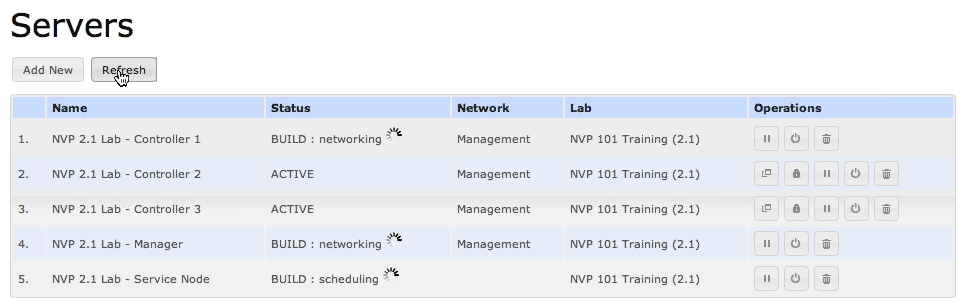 Servers
Add New Refresh
Name Status Network Lab Operations
1. NVP 2.1 Lab - Controller 1 BUILD : networking Management NVP 101 Training (2.1)
2. NVP 2.1 Lab - Controller 2 ACTIVE Management NVP 101 Training (2.1)
3. NVP 2.1 Lab - Controller 3 ACTIVE Management NVP 101 Training (2.1)
4. NVP 2.1 Lab - Manager BUILD : networking Management NVP 101 Training (2.1)
5. NVP 2.1 Lab - Service Node BUILD : scheduling NVP 101 Training (2.1)